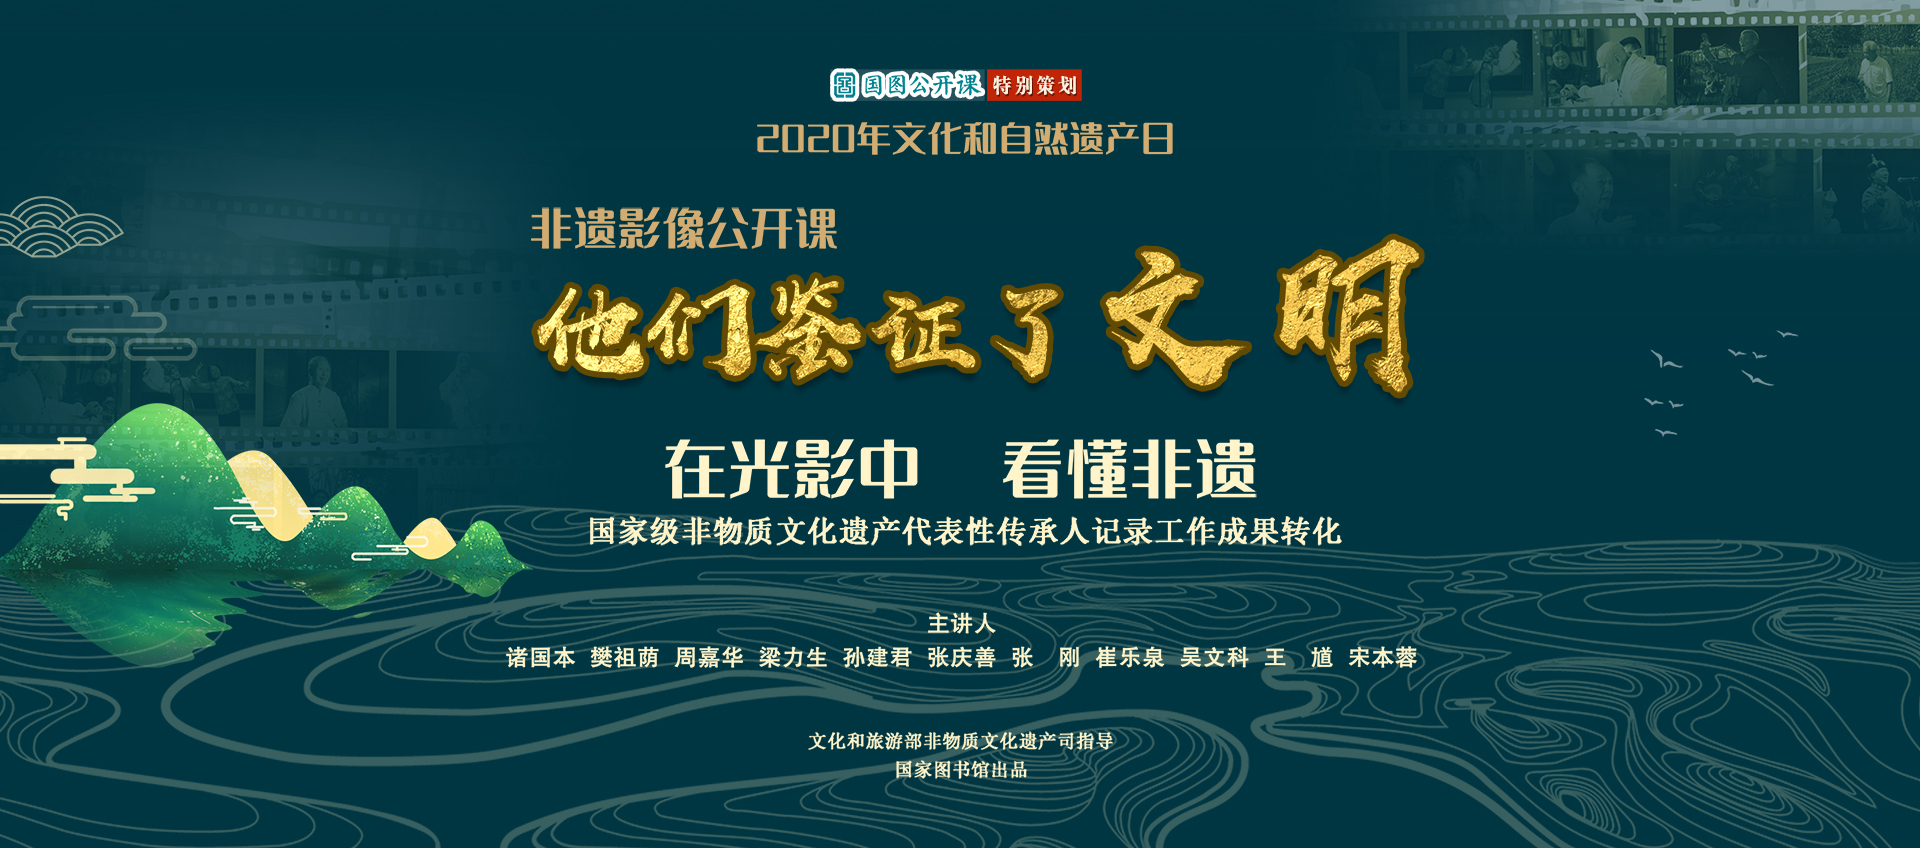 国图公开课 特别策划
2020年文化和自然遗产日
非遗影像公开课
他们鉴证了文明
在光影中 看懂非遗
国家级非物质文化遗产代表性传承人记录工作成果转化
主讲人
诸国本 樊祖荫 周嘉华 梁力生 孙建君 张庆善 张 刚 崔乐泉 吴文科 王 馗 宋本蓉
文化和旅游部非物质文化遗产司指导
国家图书馆出品